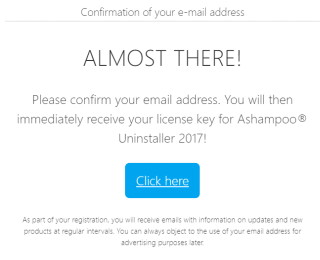 Confirmation of your e-mail address
ALMOST THERE!
Please confirm your email address. You will then
immediately receive your license key for Ashampoo®
Uninstaller 2017!
Click here
As part of your registration, you will receive emails with information on updates and new
products at regular intervals. You can always object to the use of your email address for
advertising purposes later.